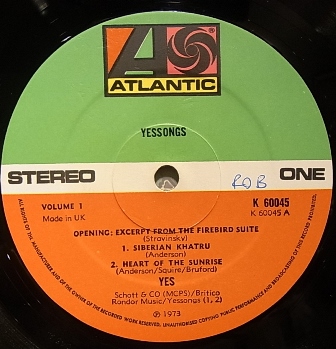 ATLANTIC
YESSONGS
STEREO ONE
ROB
VOLUME 1 K 60045
Made in UK K 60045 A
OPENING: EXCERPT FROM THE FIREBIRD SUITE
(Stravinsky)
1. SIBERIAN KHATRU
(Anderson)
2. HEART OF THE SUNRISE
(Anderson/Squire/Bruford)
YES
Schott & CO (MCPS)/Britico
Rondor Music/Yessongs (1, 2)
℗ 1973
ALL RIGHTS OF THE MANUFACTURER AND OF THE OWNER OF THE RECORDED WORK RESERVED. UNAUTHORISED COPYING PUBLIC PERFORMANCE AND BROADCASTING OF THIS RECORD PROHIBITED.